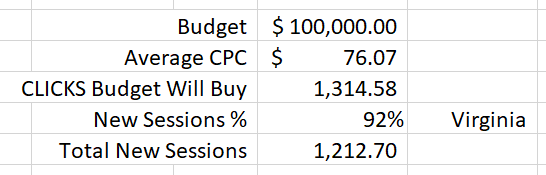 Budget $ 100,000.00
Average CPC $ 76.07
CLICKS Budget Will Buy 1,314.58
New Sessions % 92% Virginia
Total New Sessions 1,212.70